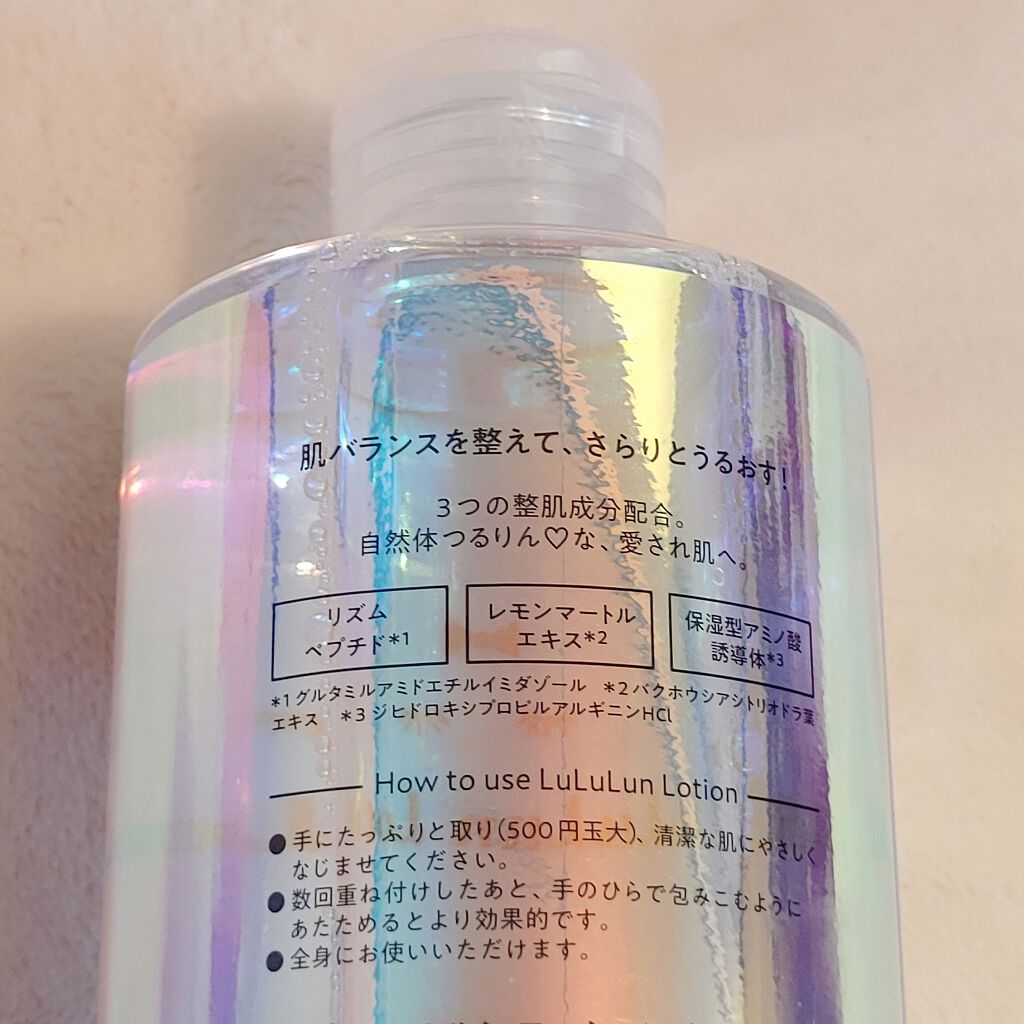 肌バランスを整えて、さらりとうるおす!
3つの整肌成分配合。
自然体つるりん♡な、愛され肌へ。
リズム
ペプチド*1
レモンマートル
エキス*2
保湿型アミノ酸
誘導体*3
*1グルタミルアミドエチルイミダゾール *2バクホウシアシトリオドラ葉
エキス *3ジヒドロキシプロピルアルギニンHCl
How to use LuLuLun Lotion
●手にたっぷりと取り(500円玉大)、清潔な肌にやさしく
なじませてください。
●数回重ね付けしたあと、手のひらで包みこむように
あたためるとより効果的です。
●全身にお使いいただけます。